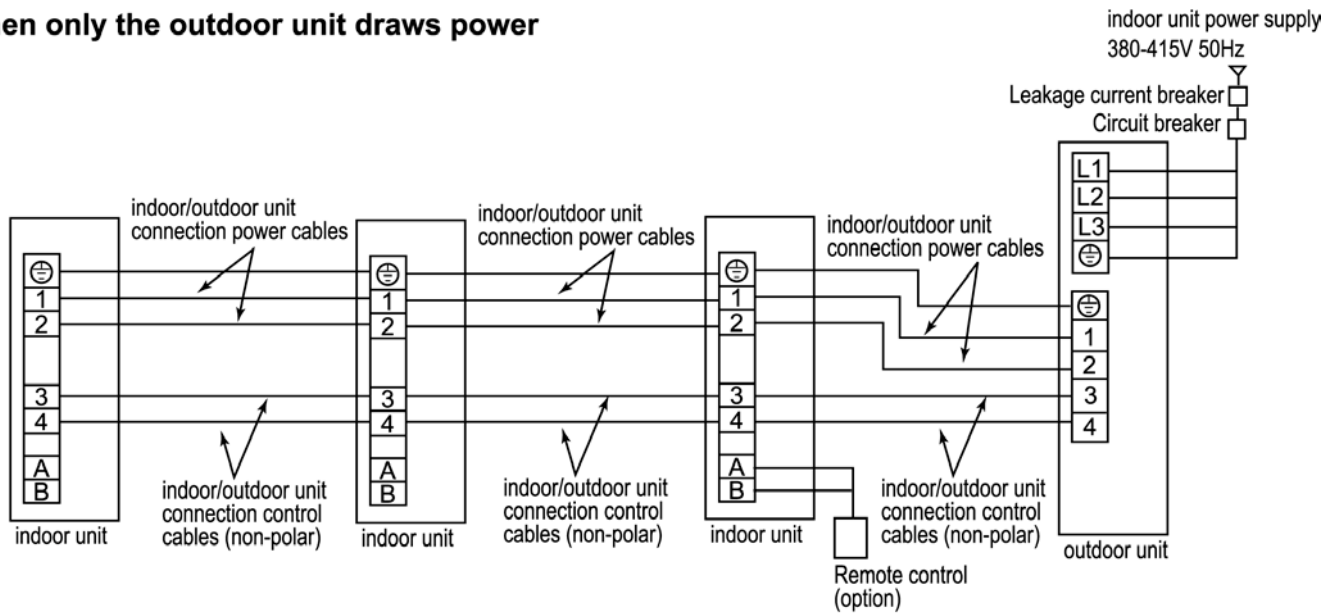 en only the outdoor unit draws power
indoor unit power supply
380-415V 50Hz
Leakage current breaker
Circuit breaker
indoor/outdoor unit
connection power cables
indoor/outdoor unit
connection power cables
indoor/outdoor unit
connection power cables
1
2
3
4
A
B
indoor unit
indoor/outdoor unit
connection control
cables (non-polar)
1
2
3
4
A
B
indoor unit
indoor/outdoor unit
connection control
cables (non-polar)
1
2
3
4
A
B
indoor unit
Remote control
(option)
indoor/outdoor unit
connection control
cables (non-polar)
L1
L2
L3
1
2
3
4
outdoor unit